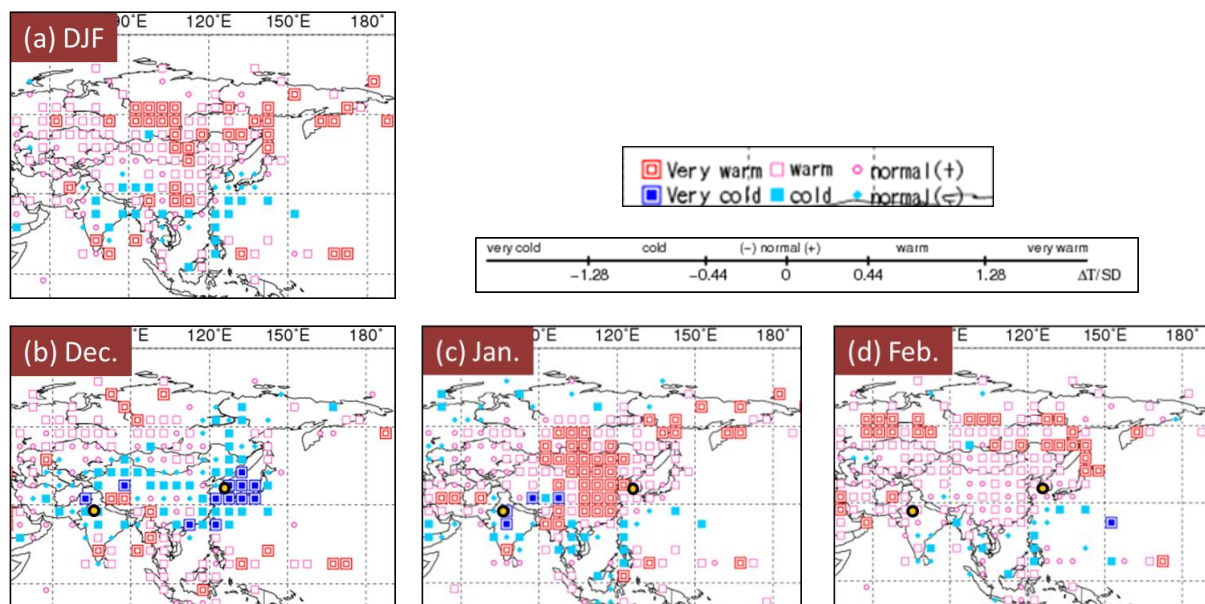 (a) DJF
90°E 120°E 150°E 180°
Very warm warm normal(+)
Very cold cold normal(-)
very cold cold (-) normal (+) warm very warm
-1.28 -0.44 0 0.44 1.28 ΔT/SD
(b) Dec.
120°E 150°E 180°
(c) Jan.
120°E 150°E 180°
(d) Feb.
120°E 150°E 180°